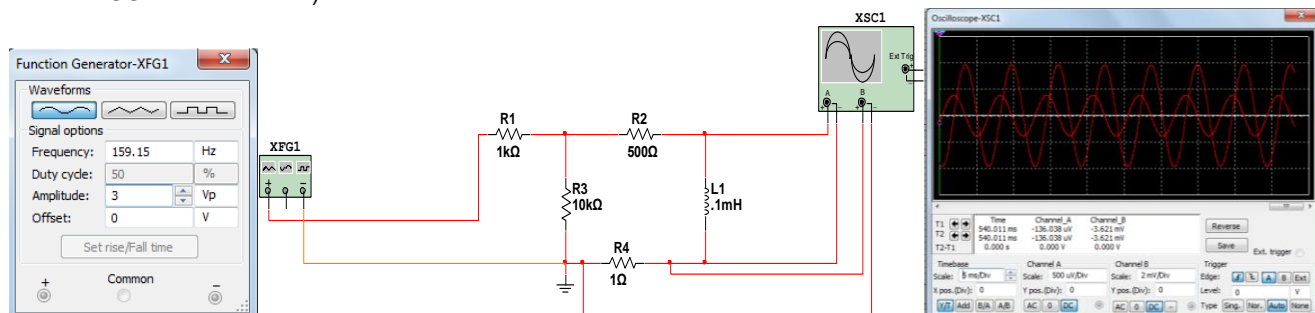 XSC1
Ext Trig
A
B
Function Generator-XFG1
Waveforms
Signal options
Frequency: 159.15 Hz
Duty cycle: 50 %
Amplitude: 3 Vp
Offset: 0 V
Set rise/Fall time
+ Common −
XFG1
R1
1kΩ
R2
500Ω
R3
10kΩ
L1
.1mH
R4
1Ω
Oscilloscope-XSC1
Time Channel_A Channel_B
T1 540.011 ms -136.038 uV -3.621 mV
T2 540.011 ms -136.038 uV -3.621 mV
T2-T1 0.000 s 0.000 V 0.000 V
Reverse
Save
Ext. trigger
Timebase
Scale: 5 ms/Div
X pos.(Div): 0
Y/T Add B/A A/B
Channel A
Scale: 500 uV/Div
Y pos.(Div): 0
AC 0 DC
Channel B
Scale: 2 mV/Div
Y pos.(Div): 0
AC 0 DC -
Trigger
Edge: A B Ext
Level: 0 V
Type Sing. Nor. Auto None